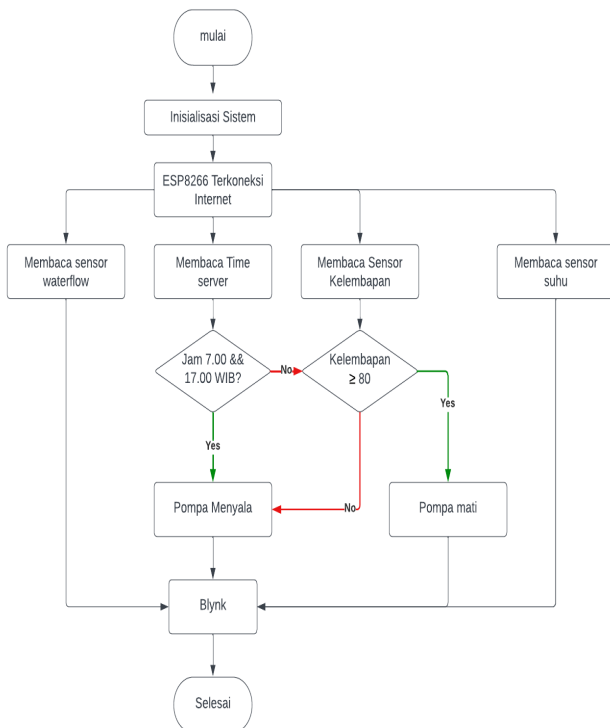 mulai
Inisialisasi Sistem
ESP8266 Terkoneksi
Internet
Membaca sensor
waterflow
Membaca Time
server
Membaca Sensor
Kelembapan
Membaca sensor
suhu
Jam 7.00 &&
17.00 WIB?
No
Kelembapan
≥ 80
Yes
Yes
Pompa Menyala
No
Pompa mati
Blynk
Selesai